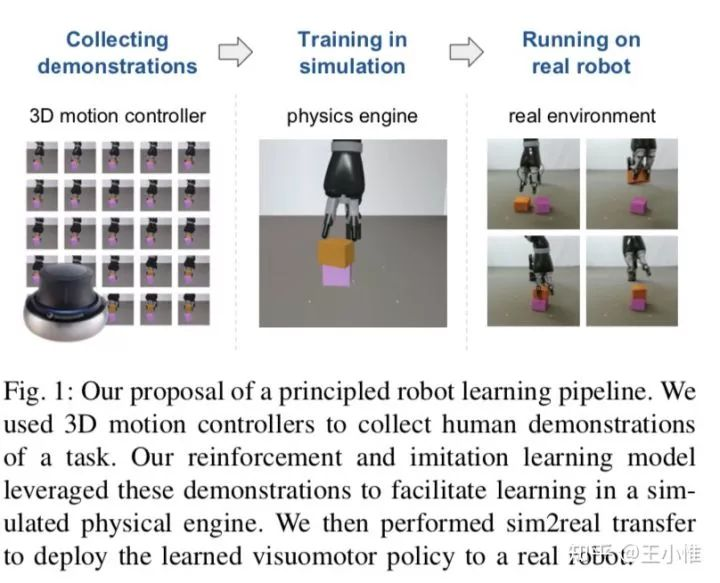 Collecting demonstrations
Training in simulation
Running on real robot
3D motion controller
physics engine
real environment
Fig. 1: Our proposal of a principled robot learning pipeline. We
used 3D motion controllers to collect human demonstrations
of a task. Our reinforcement and imitation learning model
leveraged these demonstrations to facilitate learning in a sim-
ulated physical engine. We then performed sim2real transfer
to deploy the learned visuomotor policy to a real robot.
知乎 @王小惟